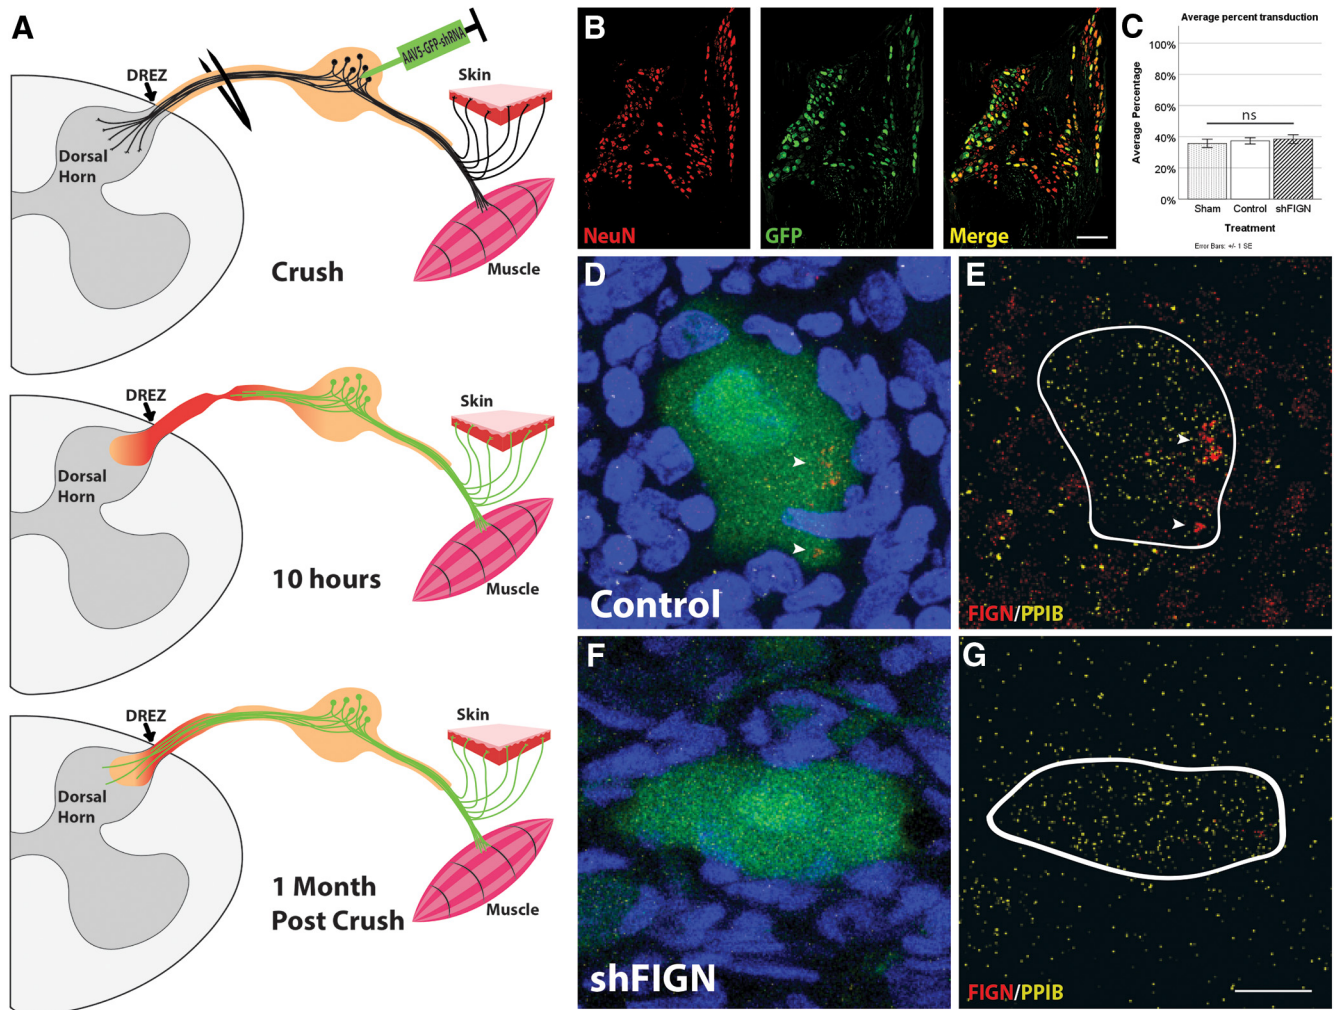 A
AAV5-GFP-shRNA
DREZ
Skin
Dorsal
Horn
Crush
Muscle
DREZ
Skin
Dorsal
Horn
10 hours
Muscle
DREZ
Skin
Dorsal
Horn
1 Month
Post Crush
Muscle
B
NeuN
GFP
Merge
C
Average percent transduction
Average Percentage
100%
80%
60%
40%
20%
0%
ns
Sham Control shFIGN
Treatment
Error Bars: +/- 1 SE
D
Control
E
FIGN/PPIB
F
shFIGN
G
FIGN/PPIB